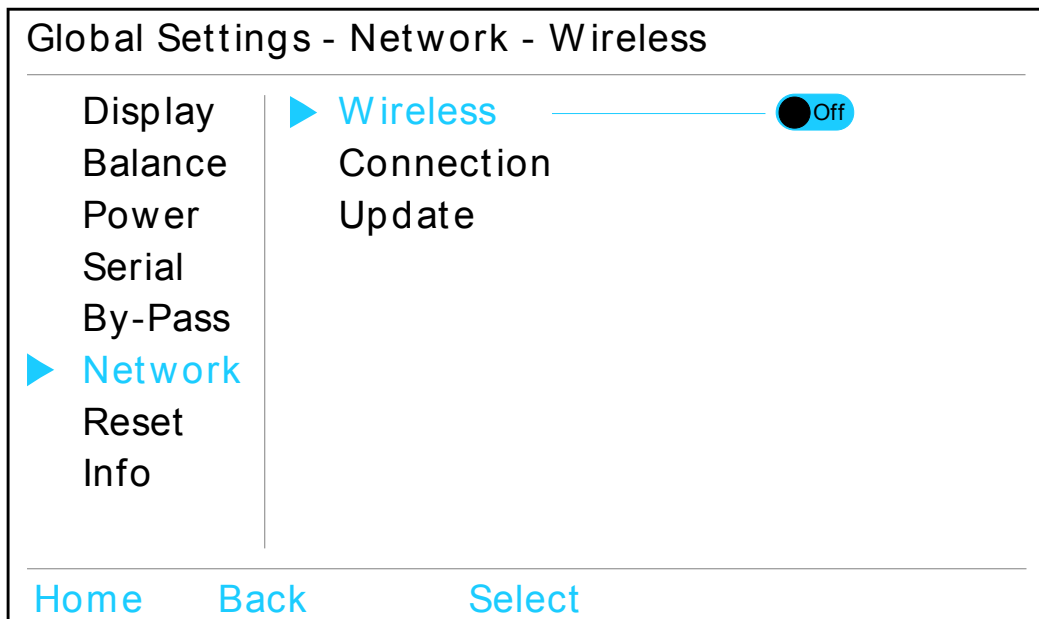 Global Settings - Network - Wireless
Display
Balance
Power
Serial
By-Pass
Network
Reset
Info
Wireless Off
Connection
Update
Home Back Select